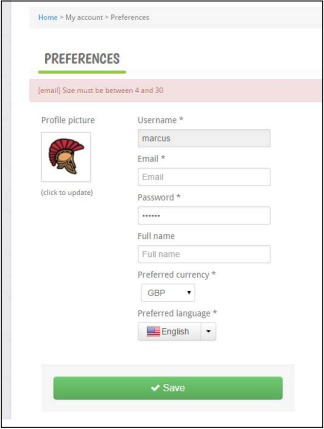 Home > My account > Preferences
PREFERENCES
[email] Size must be between 4 and 30
Profile picture
(click to update)
Username *
marcus
Email *
Email
Password *
••••••
Full name
Full name
Preferred currency *
GBP
Preferred language *
English
Save